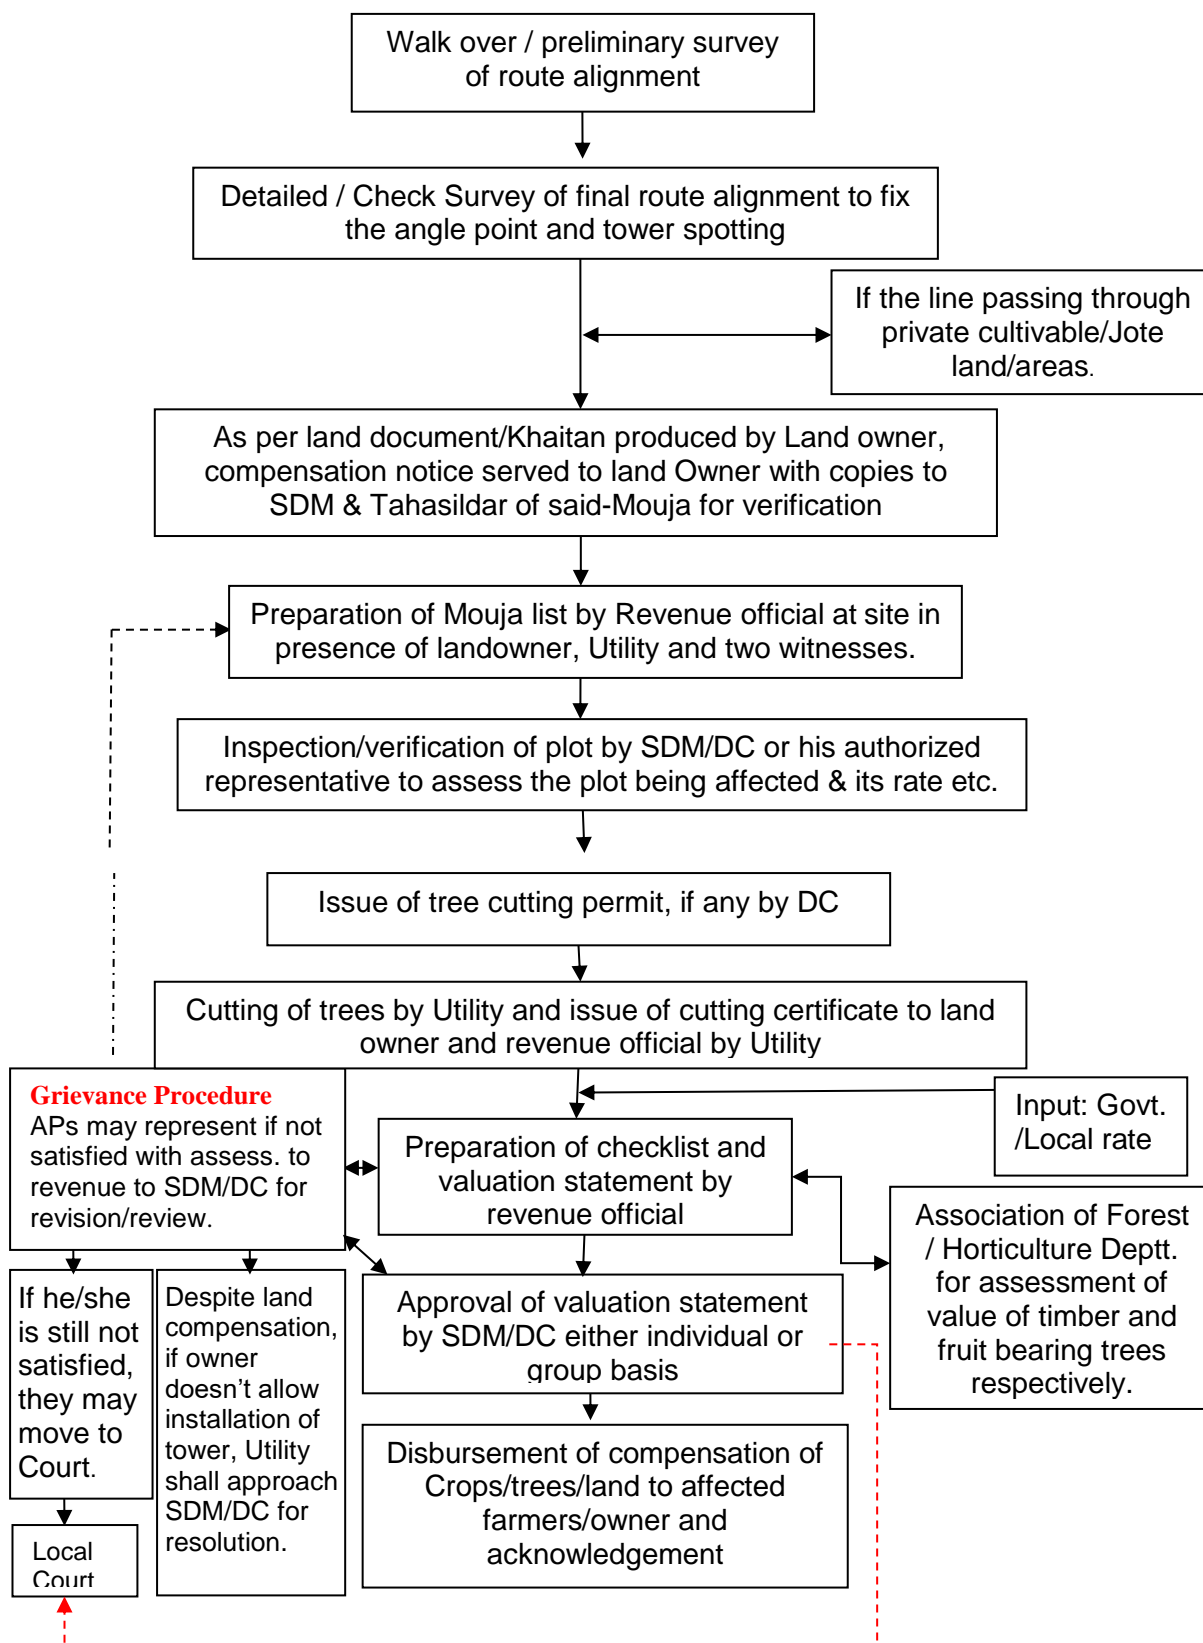 Walk over / preliminary survey
of route alignment
Detailed / Check Survey of final route alignment to fix
the angle point and tower spotting
If the line passing through
private cultivable/Jote
land/areas.
As per land document/Khaitan produced by Land owner,
compensation notice served to land Owner with copies to
SDM & Tahasildar of said-Mouja for verification
Preparation of Mouja list by Revenue official at site in
presence of landowner, Utility and two witnesses.
Inspection/verification of plot by SDM/DC or his authorized
representative to assess the plot being affected & its rate etc.
Issue of tree cutting permit, if any by DC
Cutting of trees by Utility and issue of cutting certificate to land
owner and revenue official by Utility
Grievance Procedure
APs may represent if not
satisfied with assess. to
revenue to SDM/DC for
revision/review.
Input: Govt.
/Local rate
Preparation of checklist and
valuation statement by
revenue official
Association of Forest
/ Horticulture Deptt.
for assessment of
value of timber and
fruit bearing trees
respectively.
If he/she
is still not
satisfied,
they may
move to
Court.
Despite land
compensation,
if owner
doesn’t allow
installation of
tower, Utility
shall approach
SDM/DC for
resolution.
Approval of valuation statement
by SDM/DC either individual or
group basis
Disbursement of compensation of
Crops/trees/land to affected
farmers/owner and
acknowledgement
Local
Court